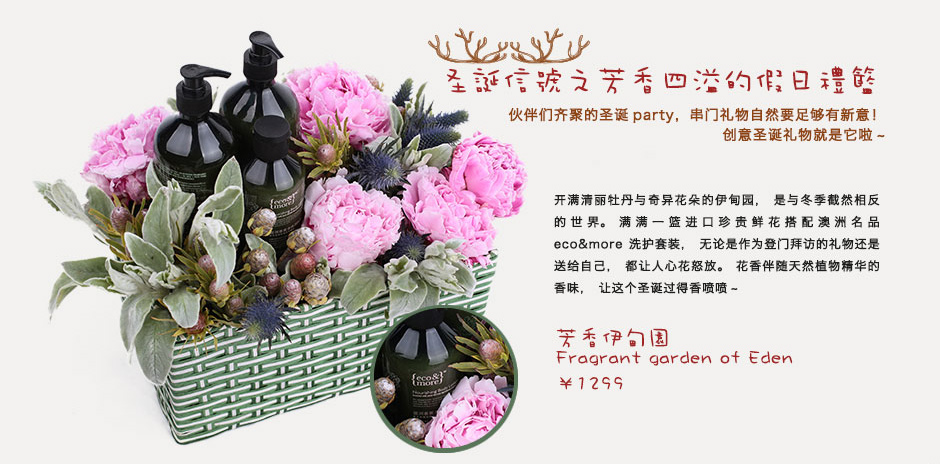 圣誕信號之芳香四溢的假日禮籃
伙伴们齐聚的圣诞 party，串门礼物自然要足够有新意！
创意圣诞礼物就是它啦~
开满清丽牡丹与奇异花朵的伊甸园， 是与冬季截然相反
的世界。 满满一篮进口珍贵鲜花搭配澳洲名品
eco&more 洗护套装， 无论是作为登门拜访的礼物还是
送给自己， 都让人心花怒放。 花香伴随天然植物精华的
香味， 让这个圣诞过得香喷喷~
芳香伊甸園
Fragrant garden of Eden
￥1299
{eco&}
{more}
{eco&}
{more}
Nourishing Body